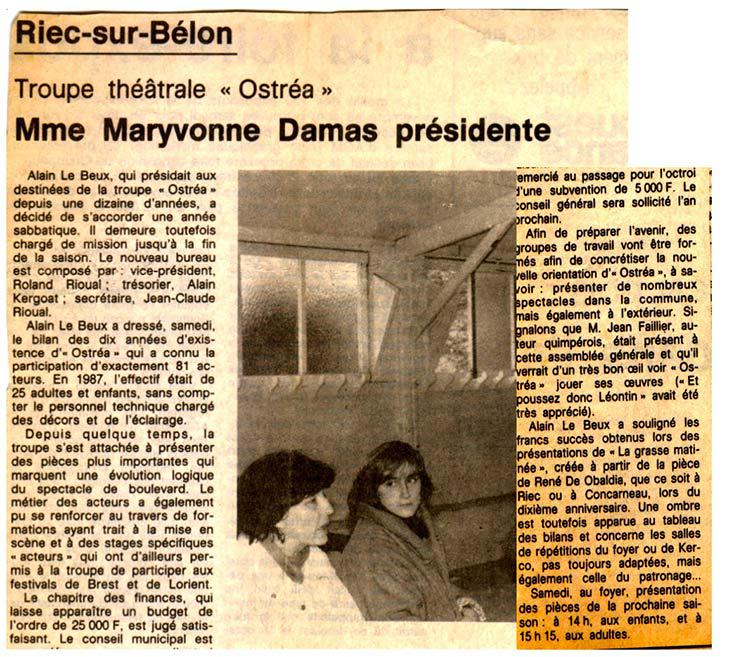 Riec-sur-Bélon
Troupe théâtrale « Ostréa »
Mme Maryvonne Damas présidente
Alain Le Beux, qui présidait aux
destinées de la troupe « Ostréa »
depuis une dizaine d'années, a
décidé de s'accorder une année
sabbatique. Il demeure toutefois
chargé de mission jusqu'à la fin
de la saison. Le nouveau bureau
est composé par : vice-président,
Roland Rioual ; trésorier, Alain
Kergoat ; secrétaire, Jean-Claude
Rioual.
Alain Le Beux a dressé, samedi,
le bilan des dix années d'exis-
tence d'« Ostréa » qui a connu la
participation d'exactement 81 ac-
teurs. En 1987, l'effectif était de
25 adultes et enfants, sans comp-
ter le personnel technique chargé
des décors et de l'éclairage.
Depuis quelque temps, la
troupe s'est attachée à présenter
des pièces plus importantes qui
marquent une évolution logique
du spectacle de boulevard. Le
métier des acteurs a également
pu se renforcer au travers de for-
mations ayant trait à la mise en
scène et à des stages spécifiques
« acteurs » qui ont d'ailleurs per-
mis à la troupe de participer aux
festivals de Brest et de Lorient.
Le chapitre des finances, qui
laisse apparaître un budget de
l'ordre de 25 000 F, est jugé satis-
faisant. Le conseil municipal est
emercié au passage pour l'octroi
d'une subvention de 5 000 F. Le
conseil général sera sollicité l'an
prochain.
Afin de préparer l'avenir, des
groupes de travail vont être for-
més afin de concrétiser la nou-
velle orientation d'« Ostréa », à sa-
voir : présenter de nombreux
spectacles dans la commune,
mais également à l'extérieur. Si-
gnalons que M. Jean Failler, au-
teur quimpérois, était présent à
cette assemblée générale et qu'il
verrait d'un très bon œil voir « Os-
tréa » jouer ses œuvres (« Et
poussez donc Léontin » avait été
très apprécié).
Alain Le Beux a souligné les
francs succès obtenus lors des
présentations de « La grasse mati-
née », créée à partir de la pièce
de René De Obaldia, que ce soit à
Riec ou à Concarneau, lors du
dixième anniversaire. Une ombre
est toutefois apparue au tableau
des bilans et concerne les salles
de répétitions du foyer ou de Ker-
co, pas toujours adaptées, mais
également celle du patronage...
Samedi, au foyer, présentation
des pièces de la prochaine sai-
son : à 14 h, aux enfants, et à
15 h 15, aux adultes.